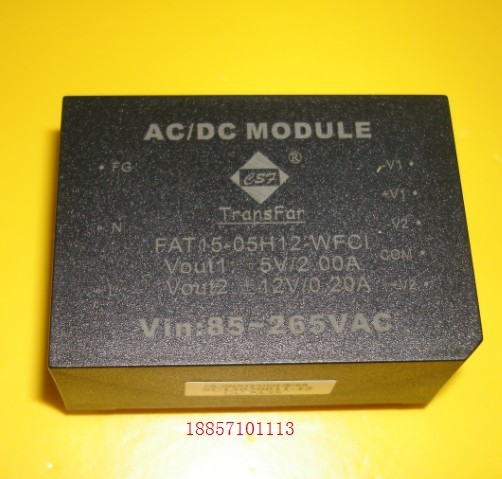 AC/DC MODULE
®
CSF
TransFar
FAT15-05H12-WFCI
Vout1 5V/2.00A
Vout2 ±12V/0.20A
Vin:85~265VAC
FG
N
L
-V1
+V1
V2
COM
+V2
18857101113